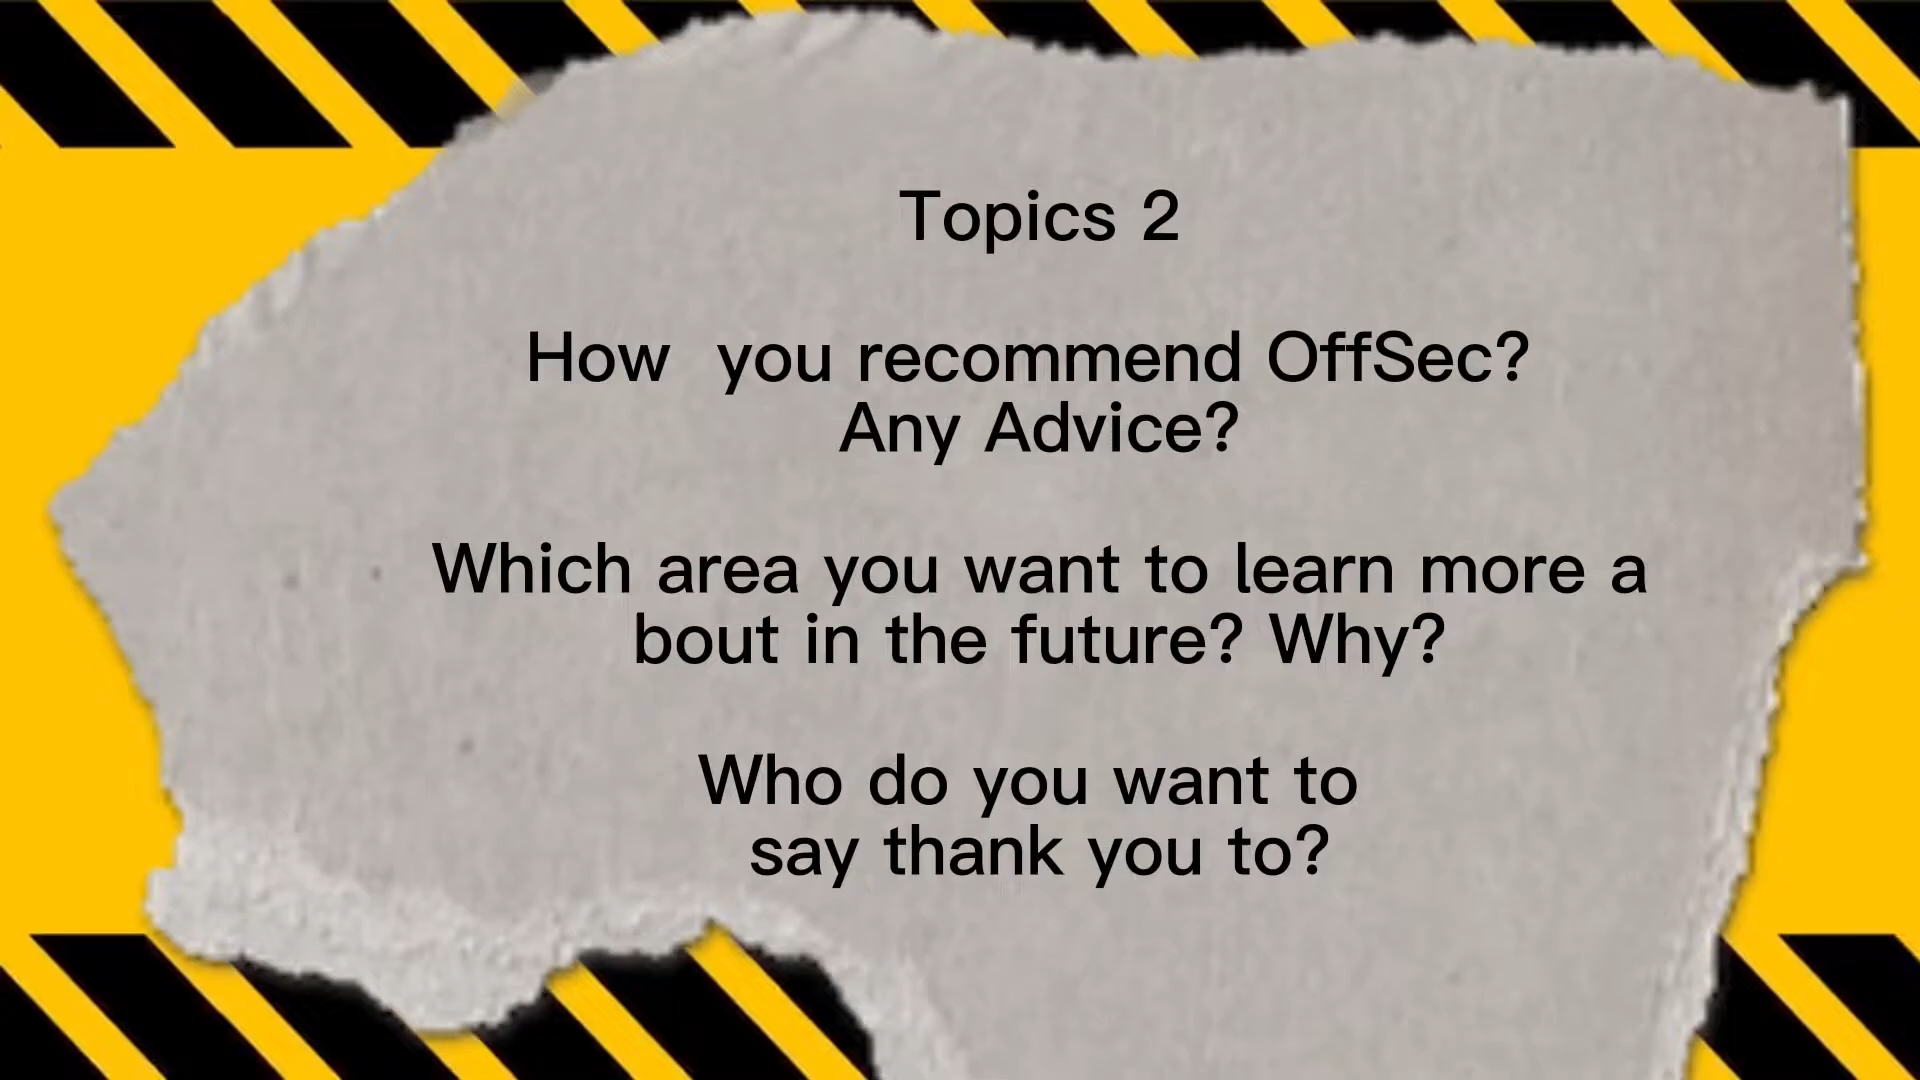 Topics 2
How  you recommend OffSec?
Any Advice?
Which area you want to learn more a
bout in the future? Why?
Who do you want to
say thank you to?